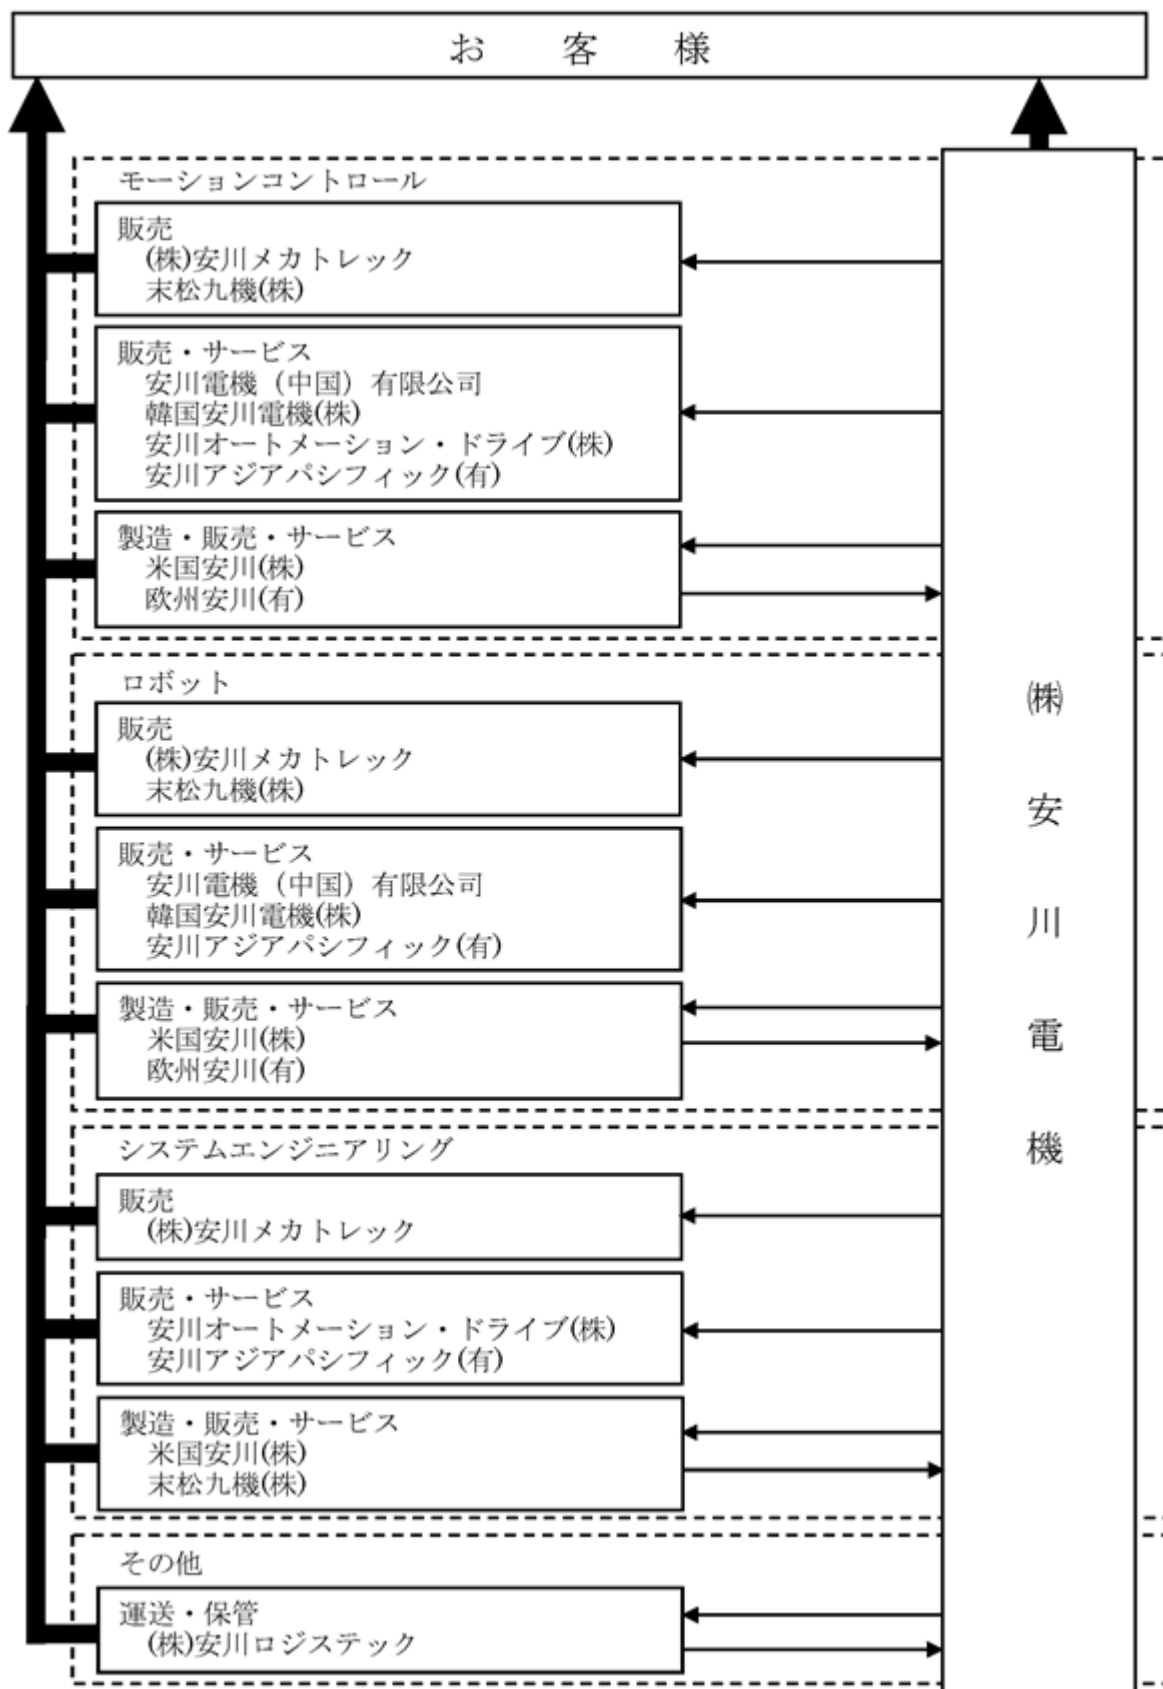 お客様
モーションコントロール
販売
(株)安川メカトレック
末松九機(株)
販売・サービス
安川電機（中国）有限公司
韓国安川電機(株)
安川オートメーション・ドライブ(株)
安川アジアパシフィック(有)
製造・販売・サービス
米国安川(株)
欧州安川(有)
ロボット
販売
(株)安川メカトレック
末松九機(株)
販売・サービス
安川電機（中国）有限公司
韓国安川電機(株)
安川アジアパシフィック(有)
製造・販売・サービス
米国安川(株)
欧州安川(有)
システムエンジニアリング
販売
(株)安川メカトレック
販売・サービス
安川オートメーション・ドライブ(株)
安川アジアパシフィック(有)
製造・販売・サービス
米国安川(株)
末松九機(株)
その他
運送・保管
(株)安川ロジステック
㈱安川電機